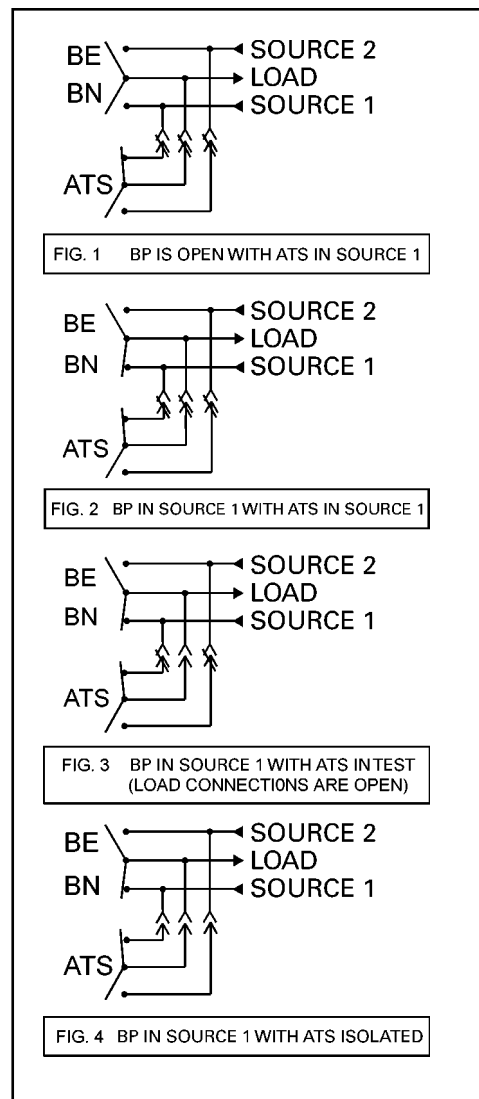 BE
SOURCE 2
LOAD
BN
SOURCE 1
ATS
FIG. 1 BP IS OPEN WITH ATS IN SOURCE 1
BE
SOURCE 2
LOAD
BN
SOURCE 1
ATS
FIG. 2 BP IN SOURCE 1 WITH ATS IN SOURCE 1
BE
SOURCE 2
LOAD
BN
SOURCE 1
ATS
FIG. 3 BP IN SOURCE 1 WITH ATS IN TEST
(LOAD CONNECTIONS ARE OPEN)
BE
SOURCE 2
LOAD
BN
SOURCE 1
ATS
FIG. 4 BP IN SOURCE 1 WITH ATS ISOLATED